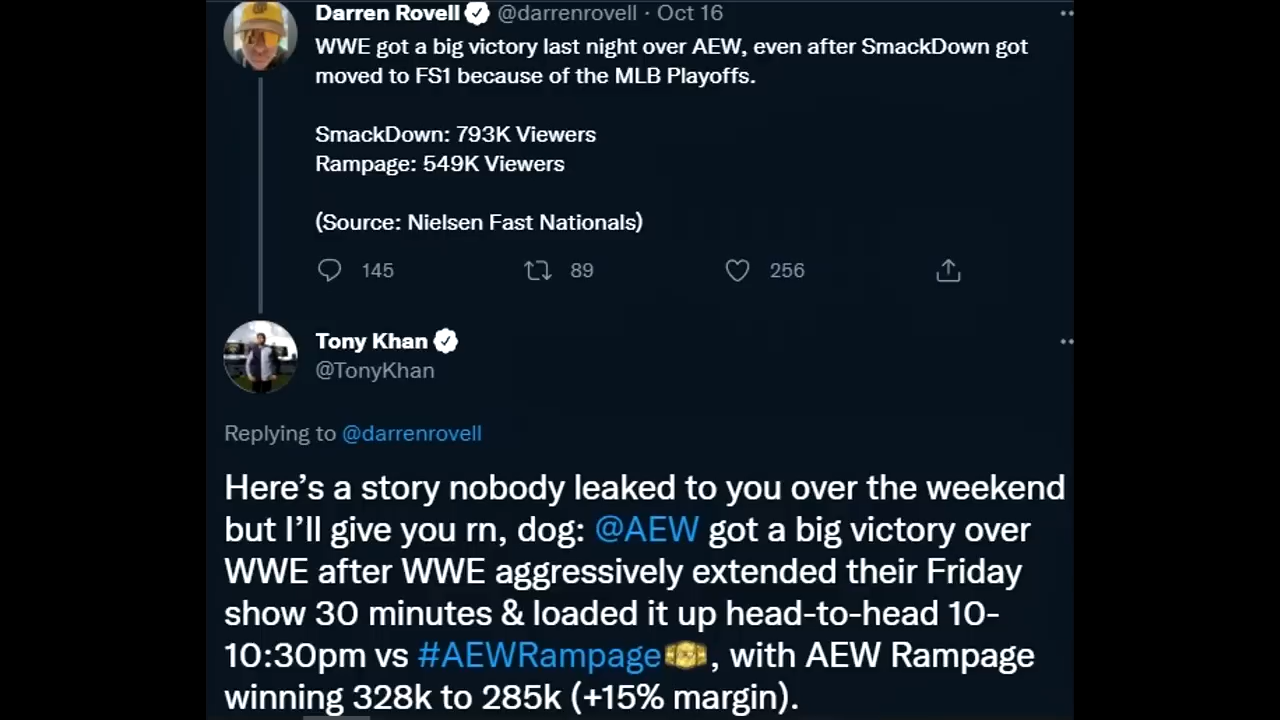 Darren Rovell @darrenrovell · Oct 16
WWE got a big victory last night over AEW, even after SmackDown got
moved to FS1 because of the MLB Playoffs.
SmackDown: 793K Viewers
Rampage: 549K Viewers
(Source: Nielsen Fast Nationals)
145 89 256
Tony Khan
@TonyKhan
Replying to @darrenrovell
Here's a story nobody leaked to you over the weekend
but I'll give you rn, dog: @AEW got a big victory over
WWE after WWE aggressively extended their Friday
show 30 minutes & loaded it up head-to-head 10-
10:30pm vs #AEWRampage, with AEW Rampage
winning 328k to 285k (+15% margin).